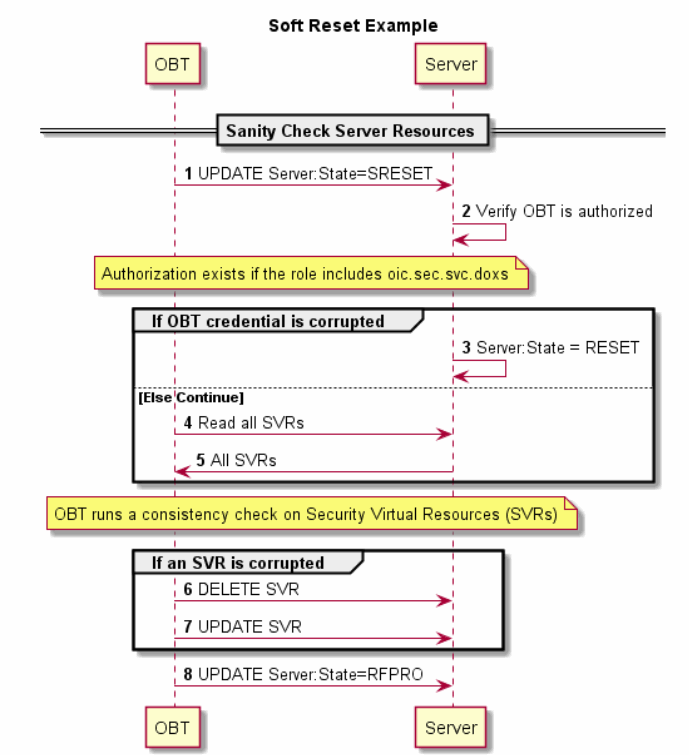 Soft Reset Example
OBT
Server
Sanity Check Server Resources
1 UPDATE Server:State=SRESET
2 Verify OBT is authorized
Authorization exists if the role includes oic.sec.svc.doxs
If OBT credential is corrupted
3 Server:State = RESET
[Else Continue]
4 Read all SVRs
5 All SVRs
OBT runs a consistency check on Security Virtual Resources (SVRs)
If an SVR is corrupted
6 DELETE SVR
7 UPDATE SVR
8 UPDATE Server:State=RFPRO
OBT
Server